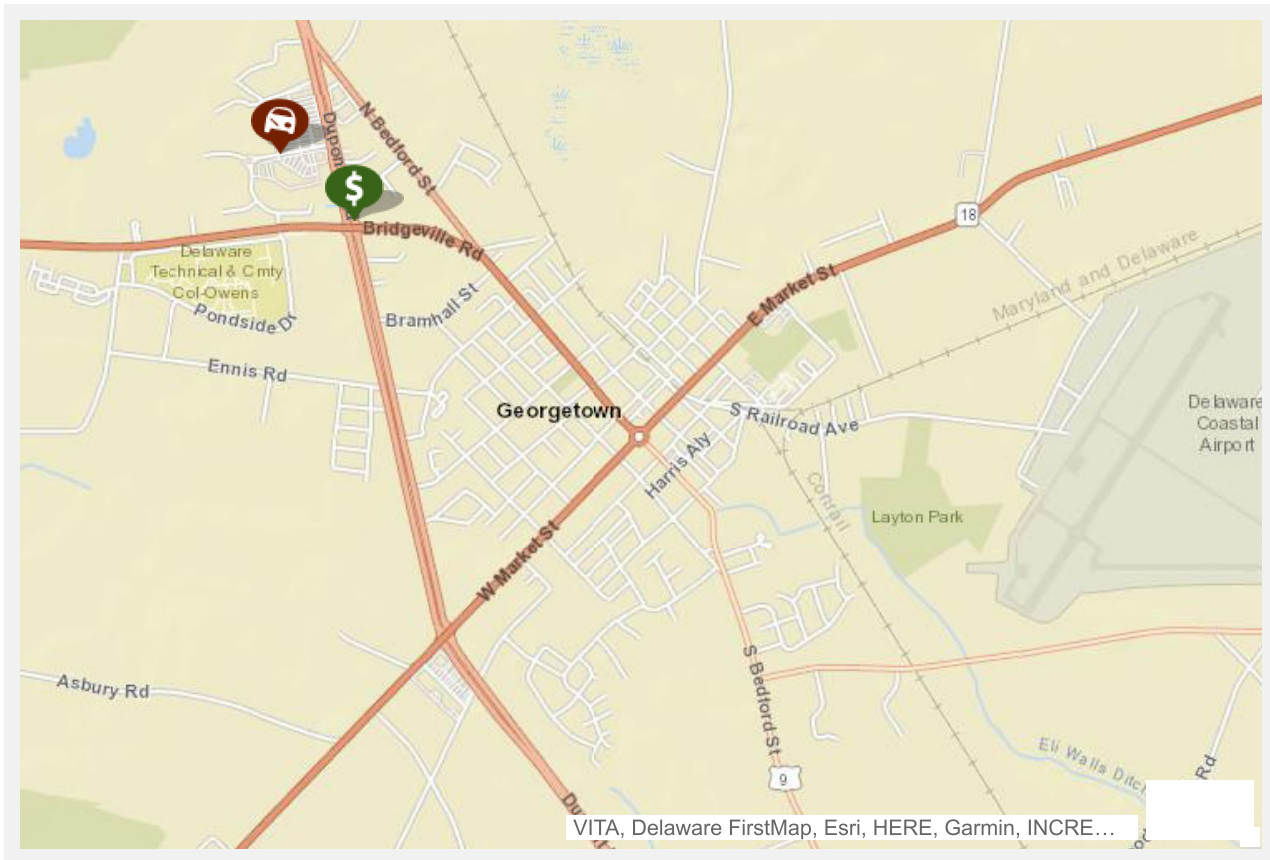 Dupon
N Bedford St
$
Bridgeville Rd
18
Delaware
Technical & Cmty
Col-Owens
Maryland and Delaware
E Market St
Bramhall St
Pondside Dr
Ennis Rd
Georgetown
S Railroad Ave
Delaware
Coastal
Airport
Harris Aly
Conrail
Layton Park
W Market St
Asbury Rd
S Bedford St
Eli Walls Ditch
Rd
9
VITA, Delaware FirstMap, Esri, HERE, Garmin, INCRE…